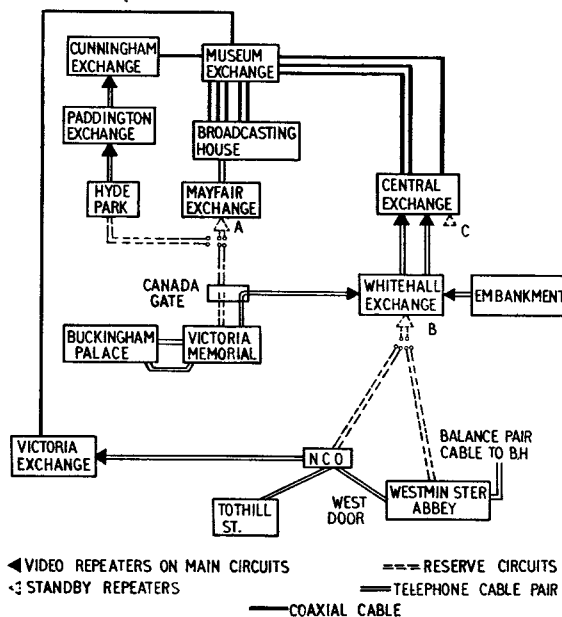 CUNNINGHAM
EXCHANGE
MUSEUM
EXCHANGE
PADDINGTON
EXCHANGE
BROADCASTING
HOUSE
HYDE
PARK
MAYFAIR
EXCHANGE
A
CENTRAL
EXCHANGE
C
CANADA
GATE
WHITEHALL
EXCHANGE
EMBANKMENT
B
BUCKINGHAM
PALACE
VICTORIA
MEMORIAL
VICTORIA
EXCHANGE
N C O
BALANCE PAIR
CABLE TO B.H
TOTHILL
ST.
WEST
DOOR
WESTMINSTER
ABBEY
VIDEO REPEATERS ON MAIN CIRCUITS
RESERVE CIRCUITS
STANDBY REPEATERS
TELEPHONE CABLE PAIR
COAXIAL CABLE